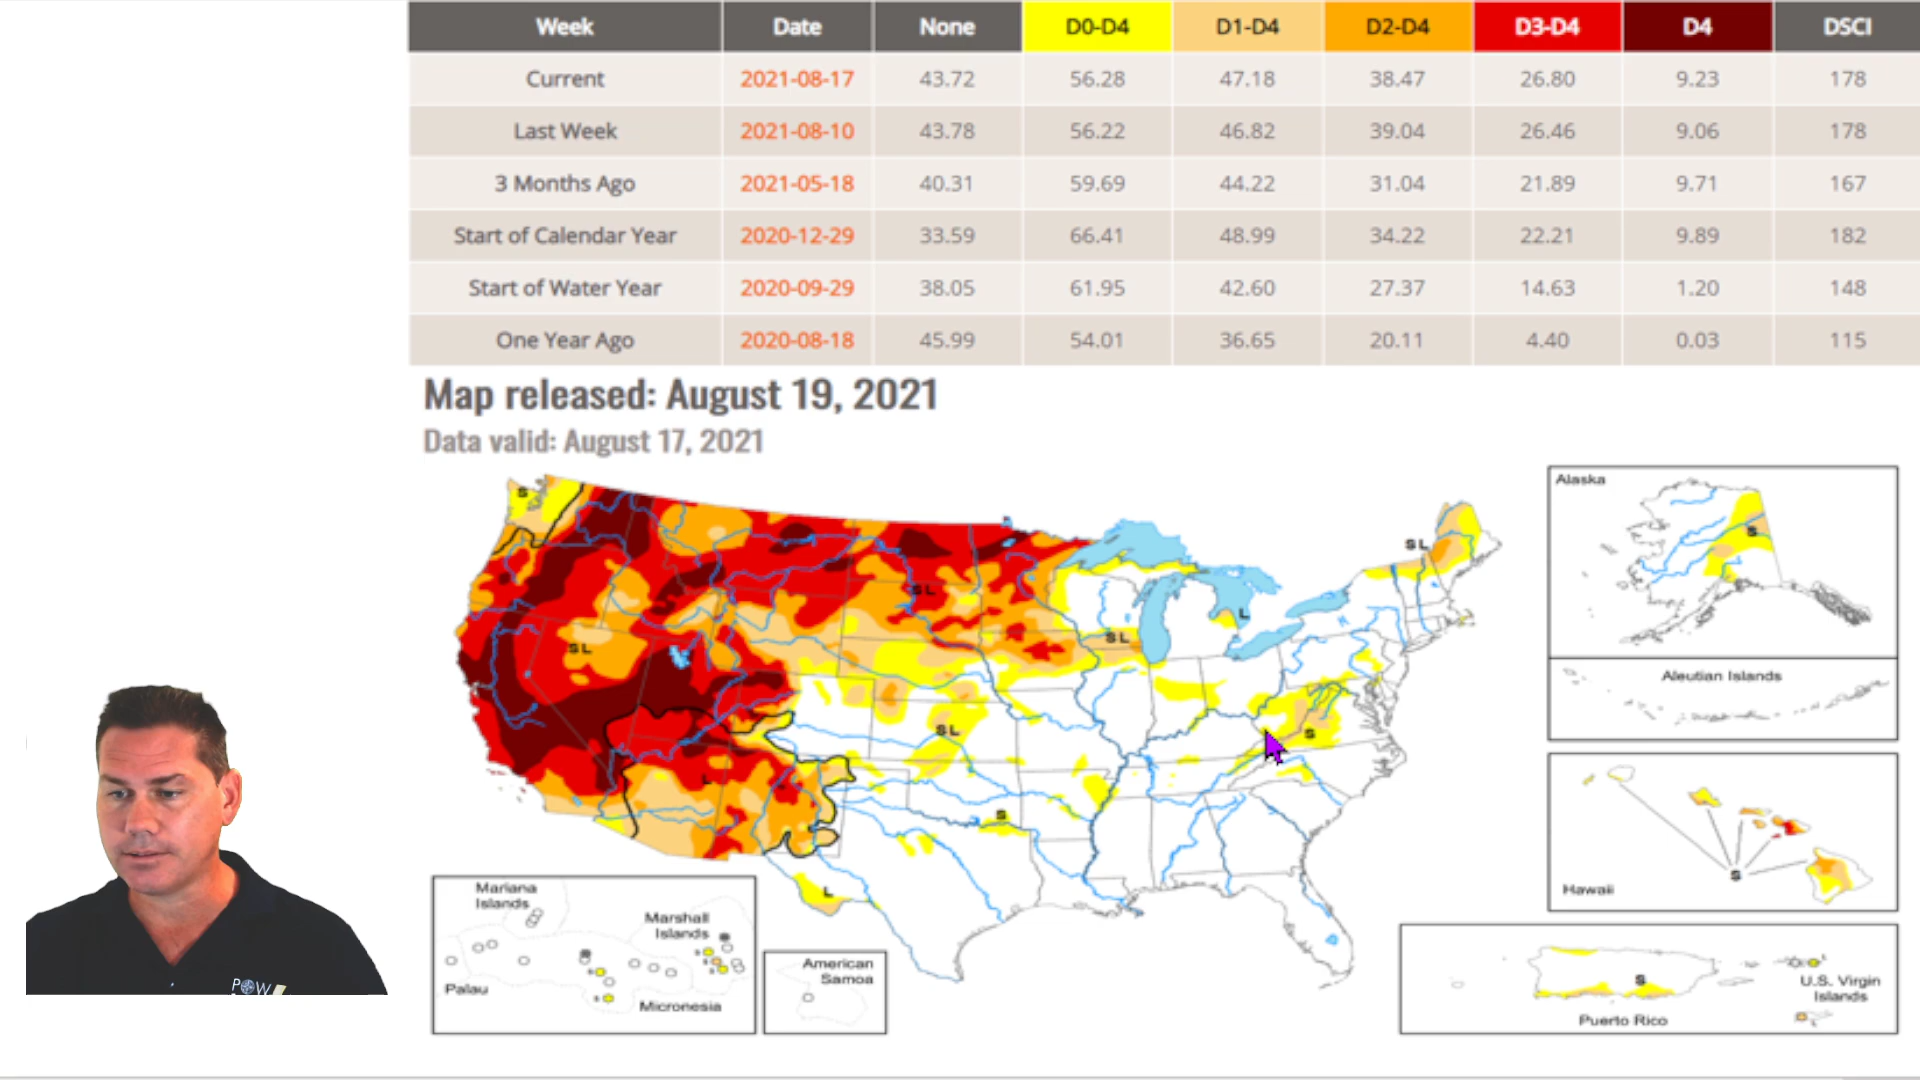 Week Date None D0-D4 D1-D4 D2-D4 D3-D4 D4 DSCI
Current 2021-08-17 43.72 56.28 47.18 38.47 26.80 9.23 178
Last Week 2021-08-10 43.78 56.22 46.82 39.04 26.46 9.06 178
3 Months Ago 2021-05-18 40.31 59.69 44.22 31.04 21.89 9.71 167
Start of Calendar Year 2020-12-29 33.59 66.41 48.99 34.22 22.21 9.89 182
Start of Water Year 2020-09-29 38.05 61.95 42.60 27.37 14.63 1.20 148
One Year Ago 2020-08-18 45.99 54.01 36.65 20.11 4.40 0.03 115
Map released: August 19, 2021
Data valid: August 17, 2021
S
SL
SL
L
SL
SL
SL
S
L
S
L
Alaska
S
Aleutian Islands
Hawaii
S
Mariana
Islands
Marshall
Islands
Palau
Micronesia
American
Samoa
S
U.S. Virgin
Islands
Puerto Rico
POW